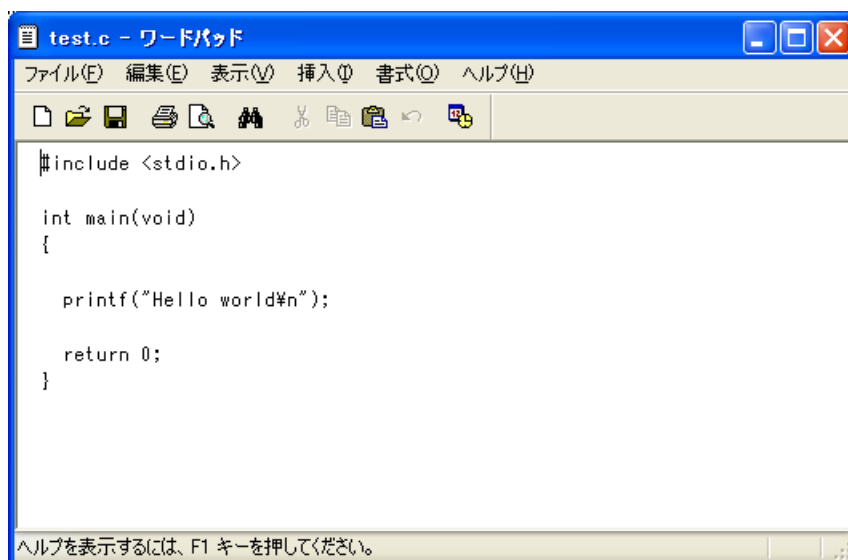 test.c - ワードパッド
ファイル(F) 編集(E) 表示(V) 挿入(I) 書式(O) ヘルプ(H)
#include <stdio.h>
int main(void)
{
printf("Hello world¥n");
return 0;
}
ヘルプを表示するには、F1 キーを押してください。